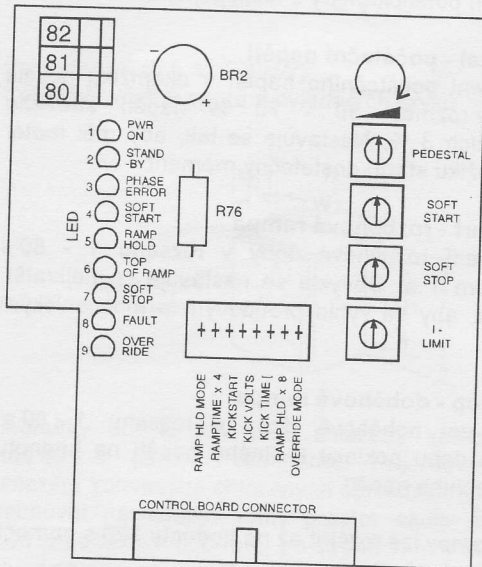 82
81
80
BR2
−
+
LED
1 PWR
ON
2 STAND
-BY
3 PHASE
ERROR
4 SOFT
START
5 RAMP
HOLD
6 TOP
OF RAMP
7 SOFT
STOP
8 FAULT
9 OVER
RIDE
R76
PEDESTAL
SOFT
START
SOFT
STOP
I-
LIMIT
RAMP HLD MODE
RAMPTIME x 4
KICKSTART
KICK VOLTS
KICK TIME [
RAMP HLD x 8
OVERRIDE MODE
CONTROL BOARD CONNECTOR